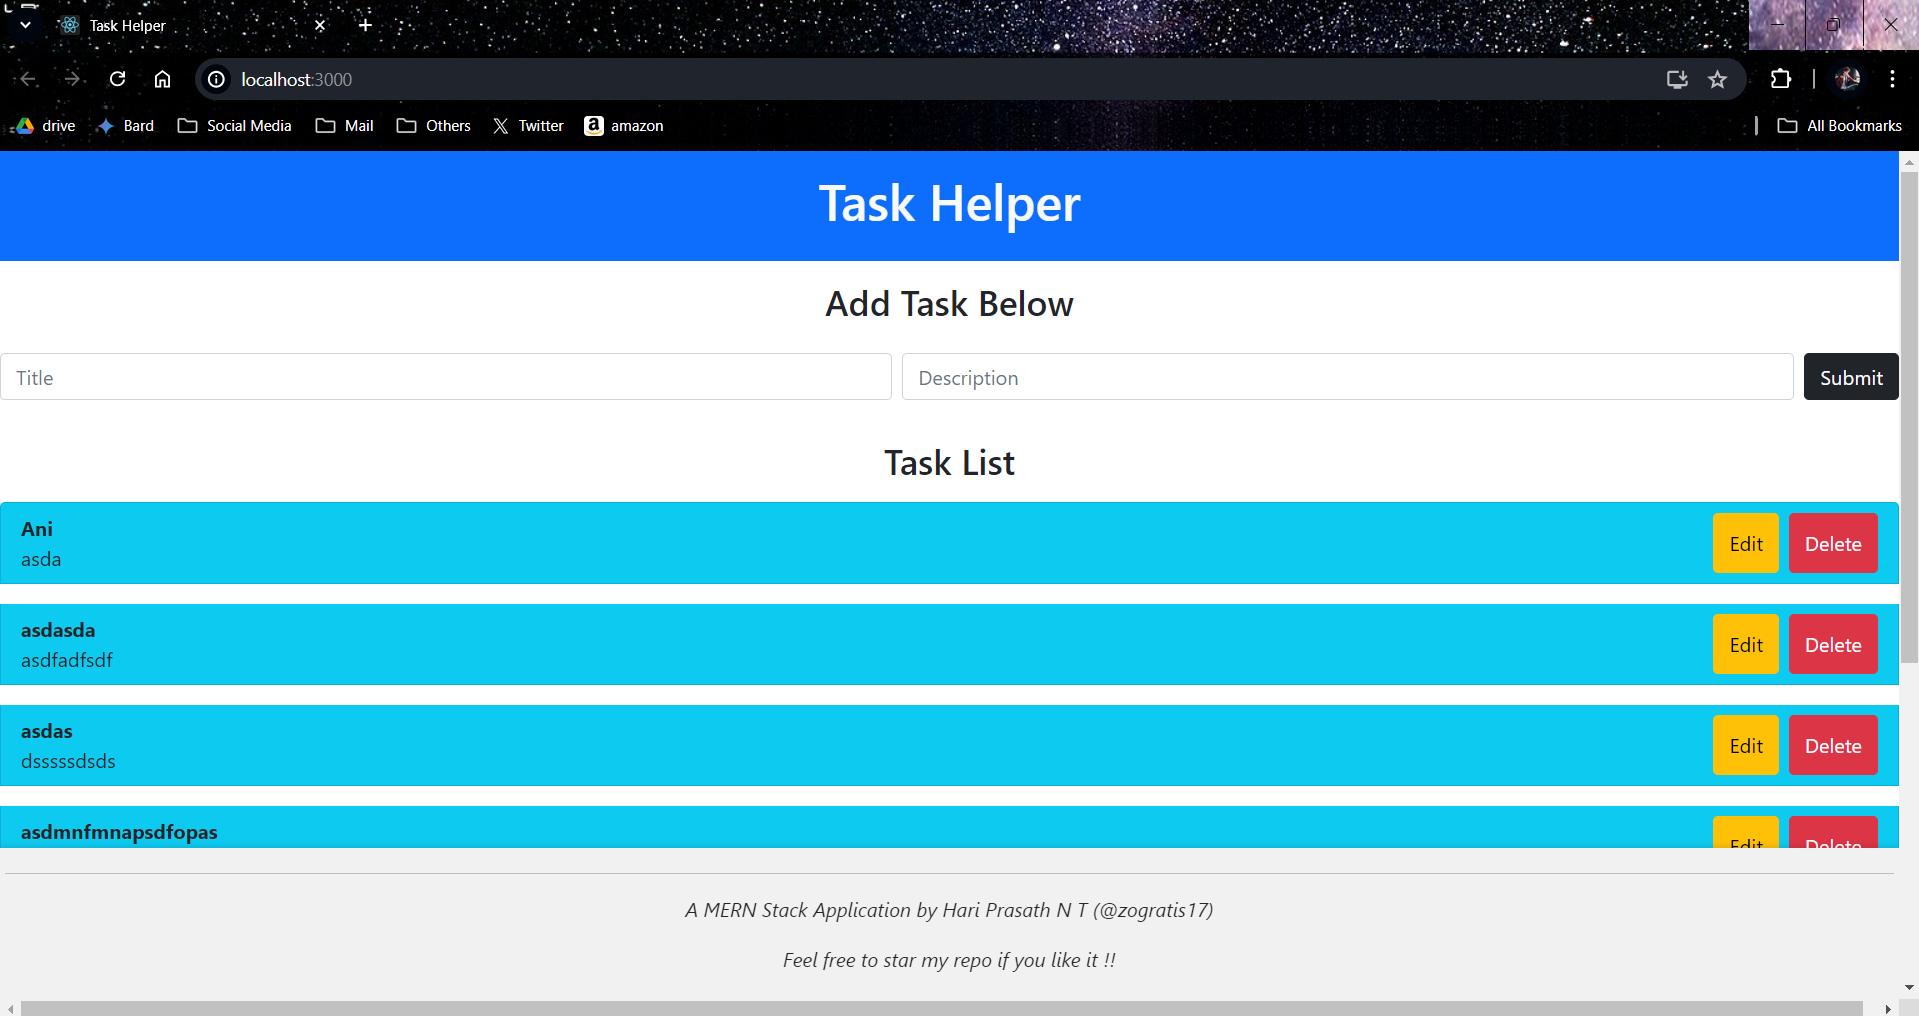 Task Helper
localhost:3000
drive Bard Social Media Mail Others Twitter amazon All Bookmarks
Task Helper
Add Task Below
Title Description Submit
Task List
Ani
asda
Edit Delete
asdasda
asdfadfsdf
Edit Delete
asdas
dsssssdsds
Edit Delete
asdmnfmnapsdfopas
Edit Delete
A MERN Stack Application by Hari Prasath N T (@zogratis17)
Feel free to star my repo if you like it !!